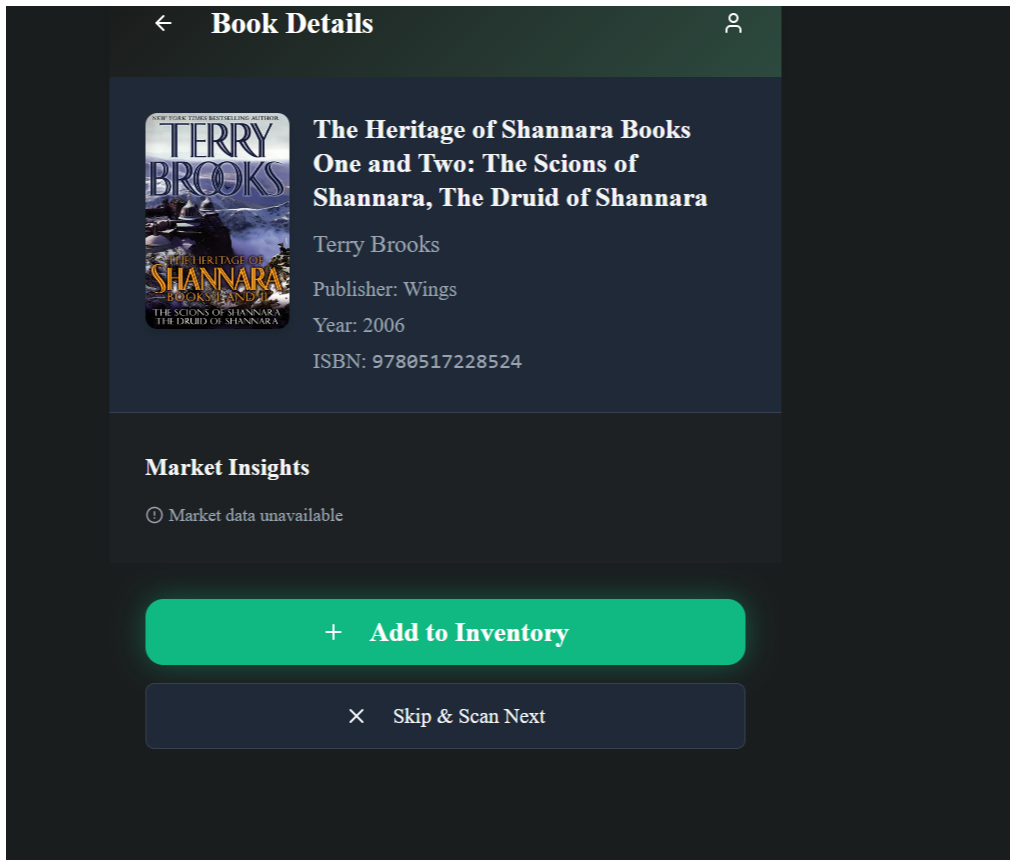 Book Details
NEW YORK TIMES BESTSELLING AUTHOR
TERRY
BROOKS
THE HERITAGE OF
SHANNARA
BOOKS I AND II
THE SCIONS OF SHANNARA
THE DRUID OF SHANNARA
The Heritage of Shannara Books
One and Two: The Scions of
Shannara, The Druid of Shannara
Terry Brooks
Publisher: Wings
Year: 2006
ISBN: 9780517228524
Market Insights
Market data unavailable
Add to Inventory
Skip & Scan Next